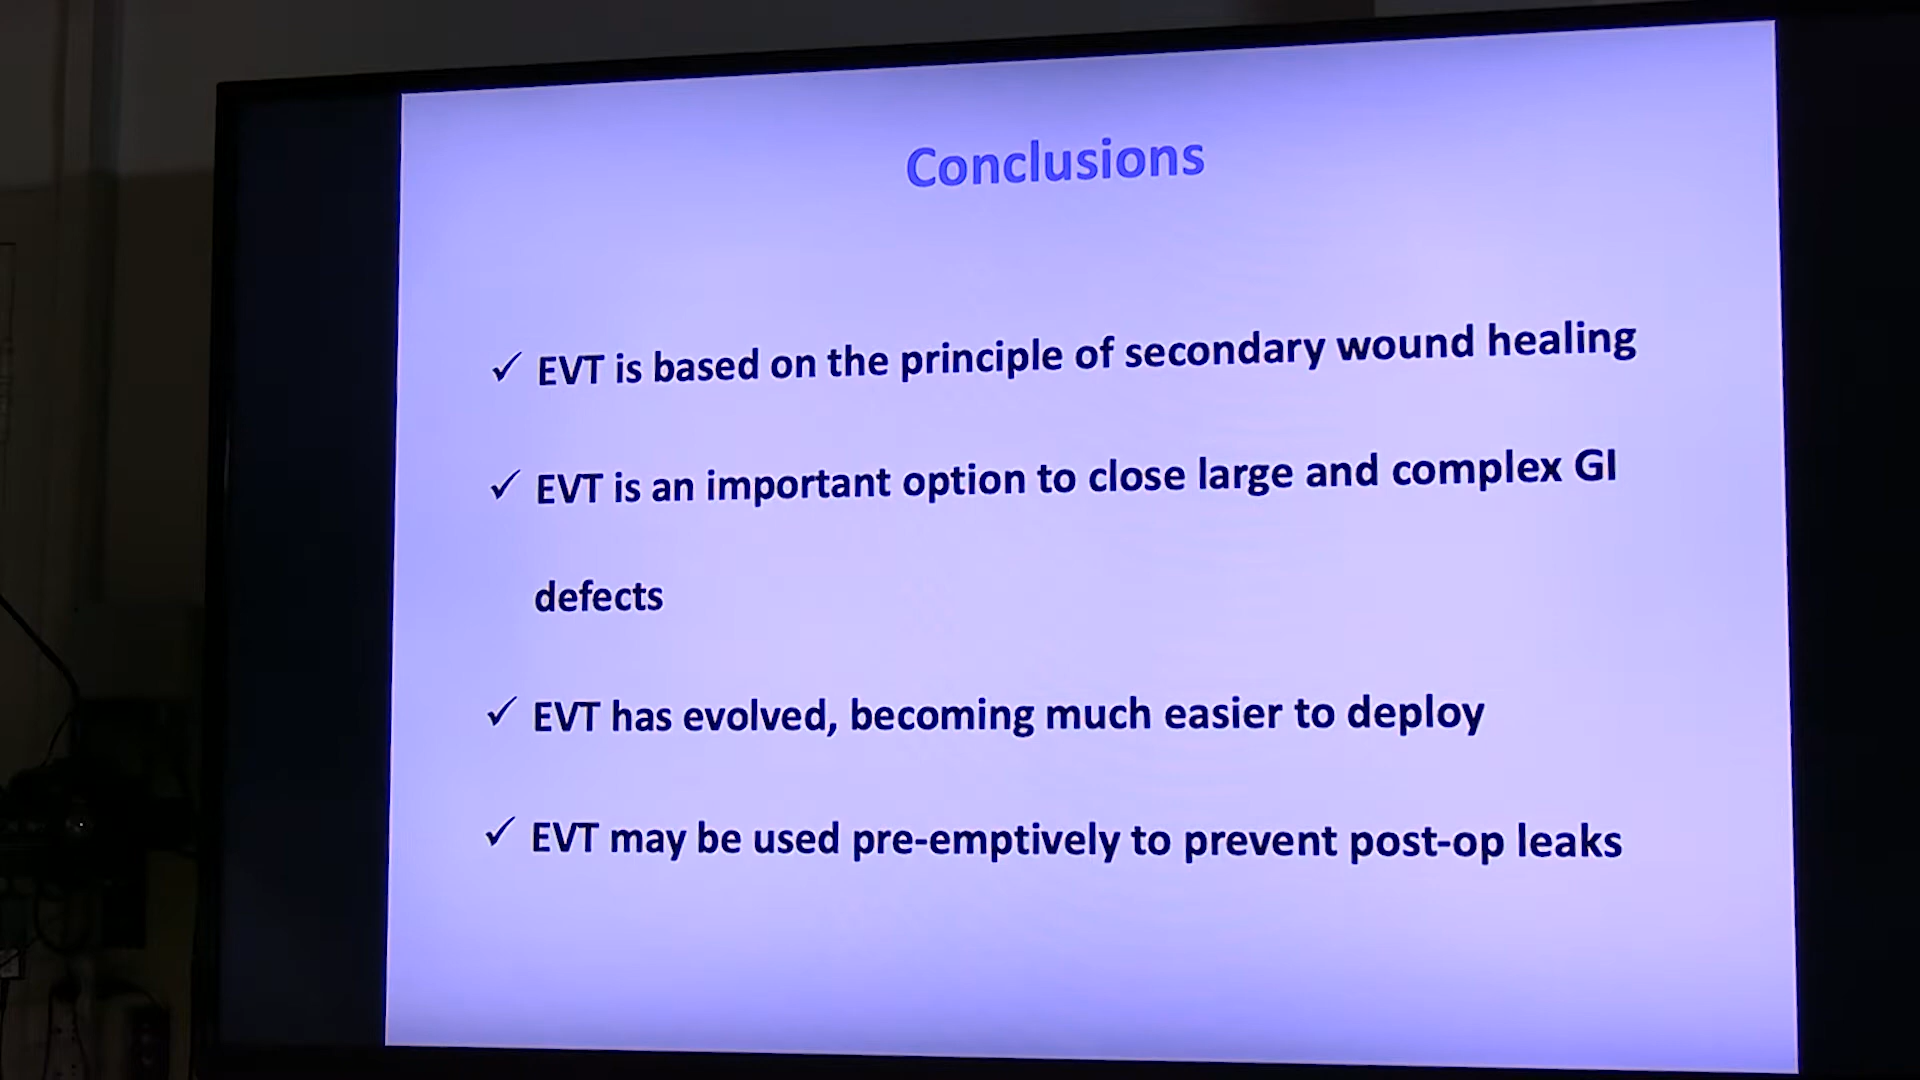 Conclusions
✓ EVT is based on the principle of secondary wound healing
✓ EVT is an important option to close large and complex GI
defects
✓ EVT has evolved, becoming much easier to deploy
✓ EVT may be used pre-emptively to prevent post-op leaks